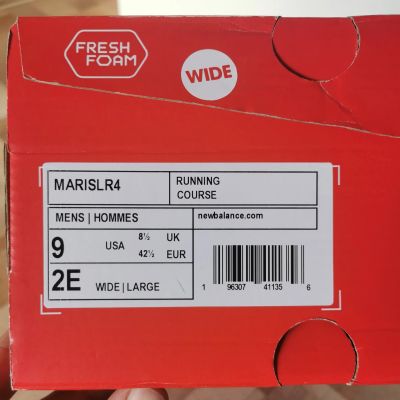 FRESH
FOAM
WIDE
MARISLR4
RUNNING
COURSE
MENS | HOMMES
newbalance.com
9 USA 8½ UK
42½ EUR
2E WIDE | LARGE
1 96307 41135 6